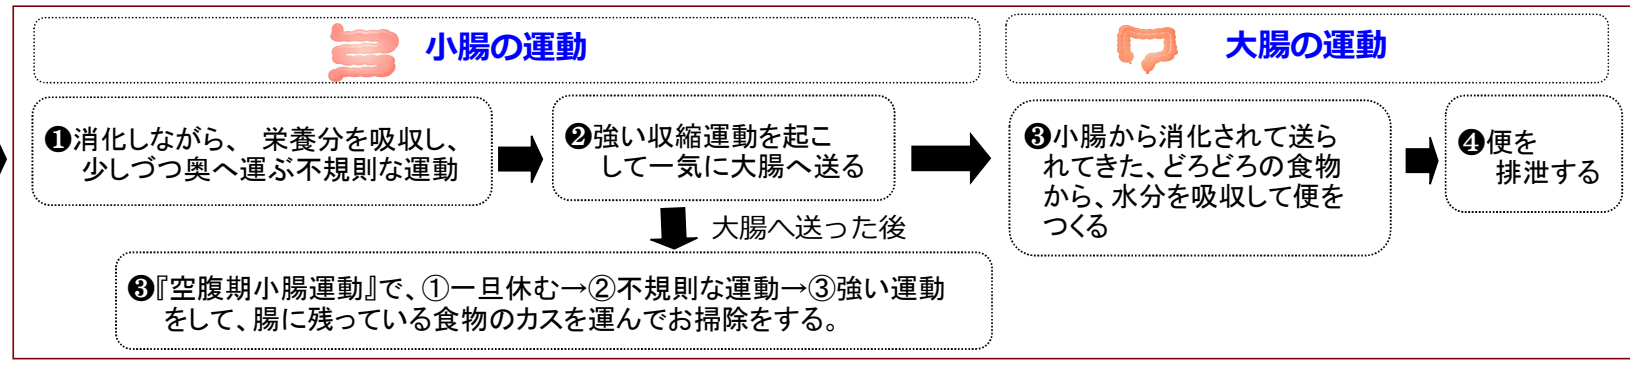 小腸の運動
大腸の運動
❶消化しながら、 栄養分を吸収し、
少しづつ奥へ運ぶ不規則な運動
❷強い収縮運動を起こ
して一気に大腸へ送る
❸小腸から消化されて送ら
れてきた、どろどろの食物
から、水分を吸収して便を
つくる
❹便を
排泄する
大腸へ送った後
❸『空腹期小腸運動』で、①一旦休む→②不規則な運動→③強い運動
をして、腸に残っている食物のカスを運んでお掃除をする。